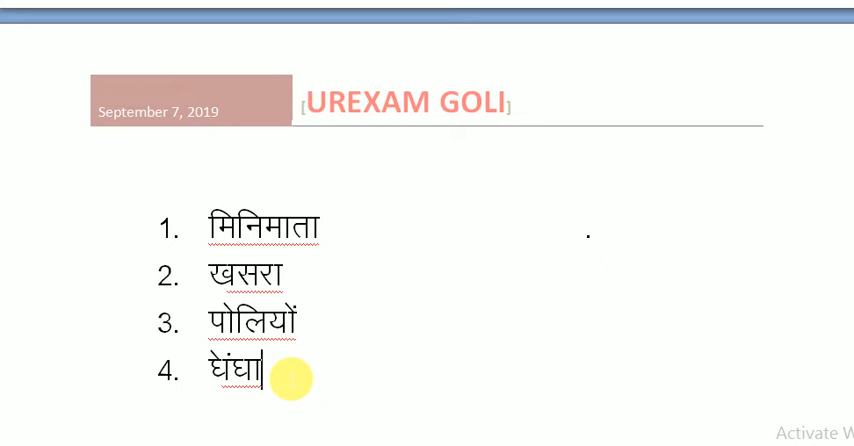 September 7, 2019 [UREXAM GOLI]
1. मिनिमाता .
2. खसरा
3. पोलियों
4. घेंघा
Activate W